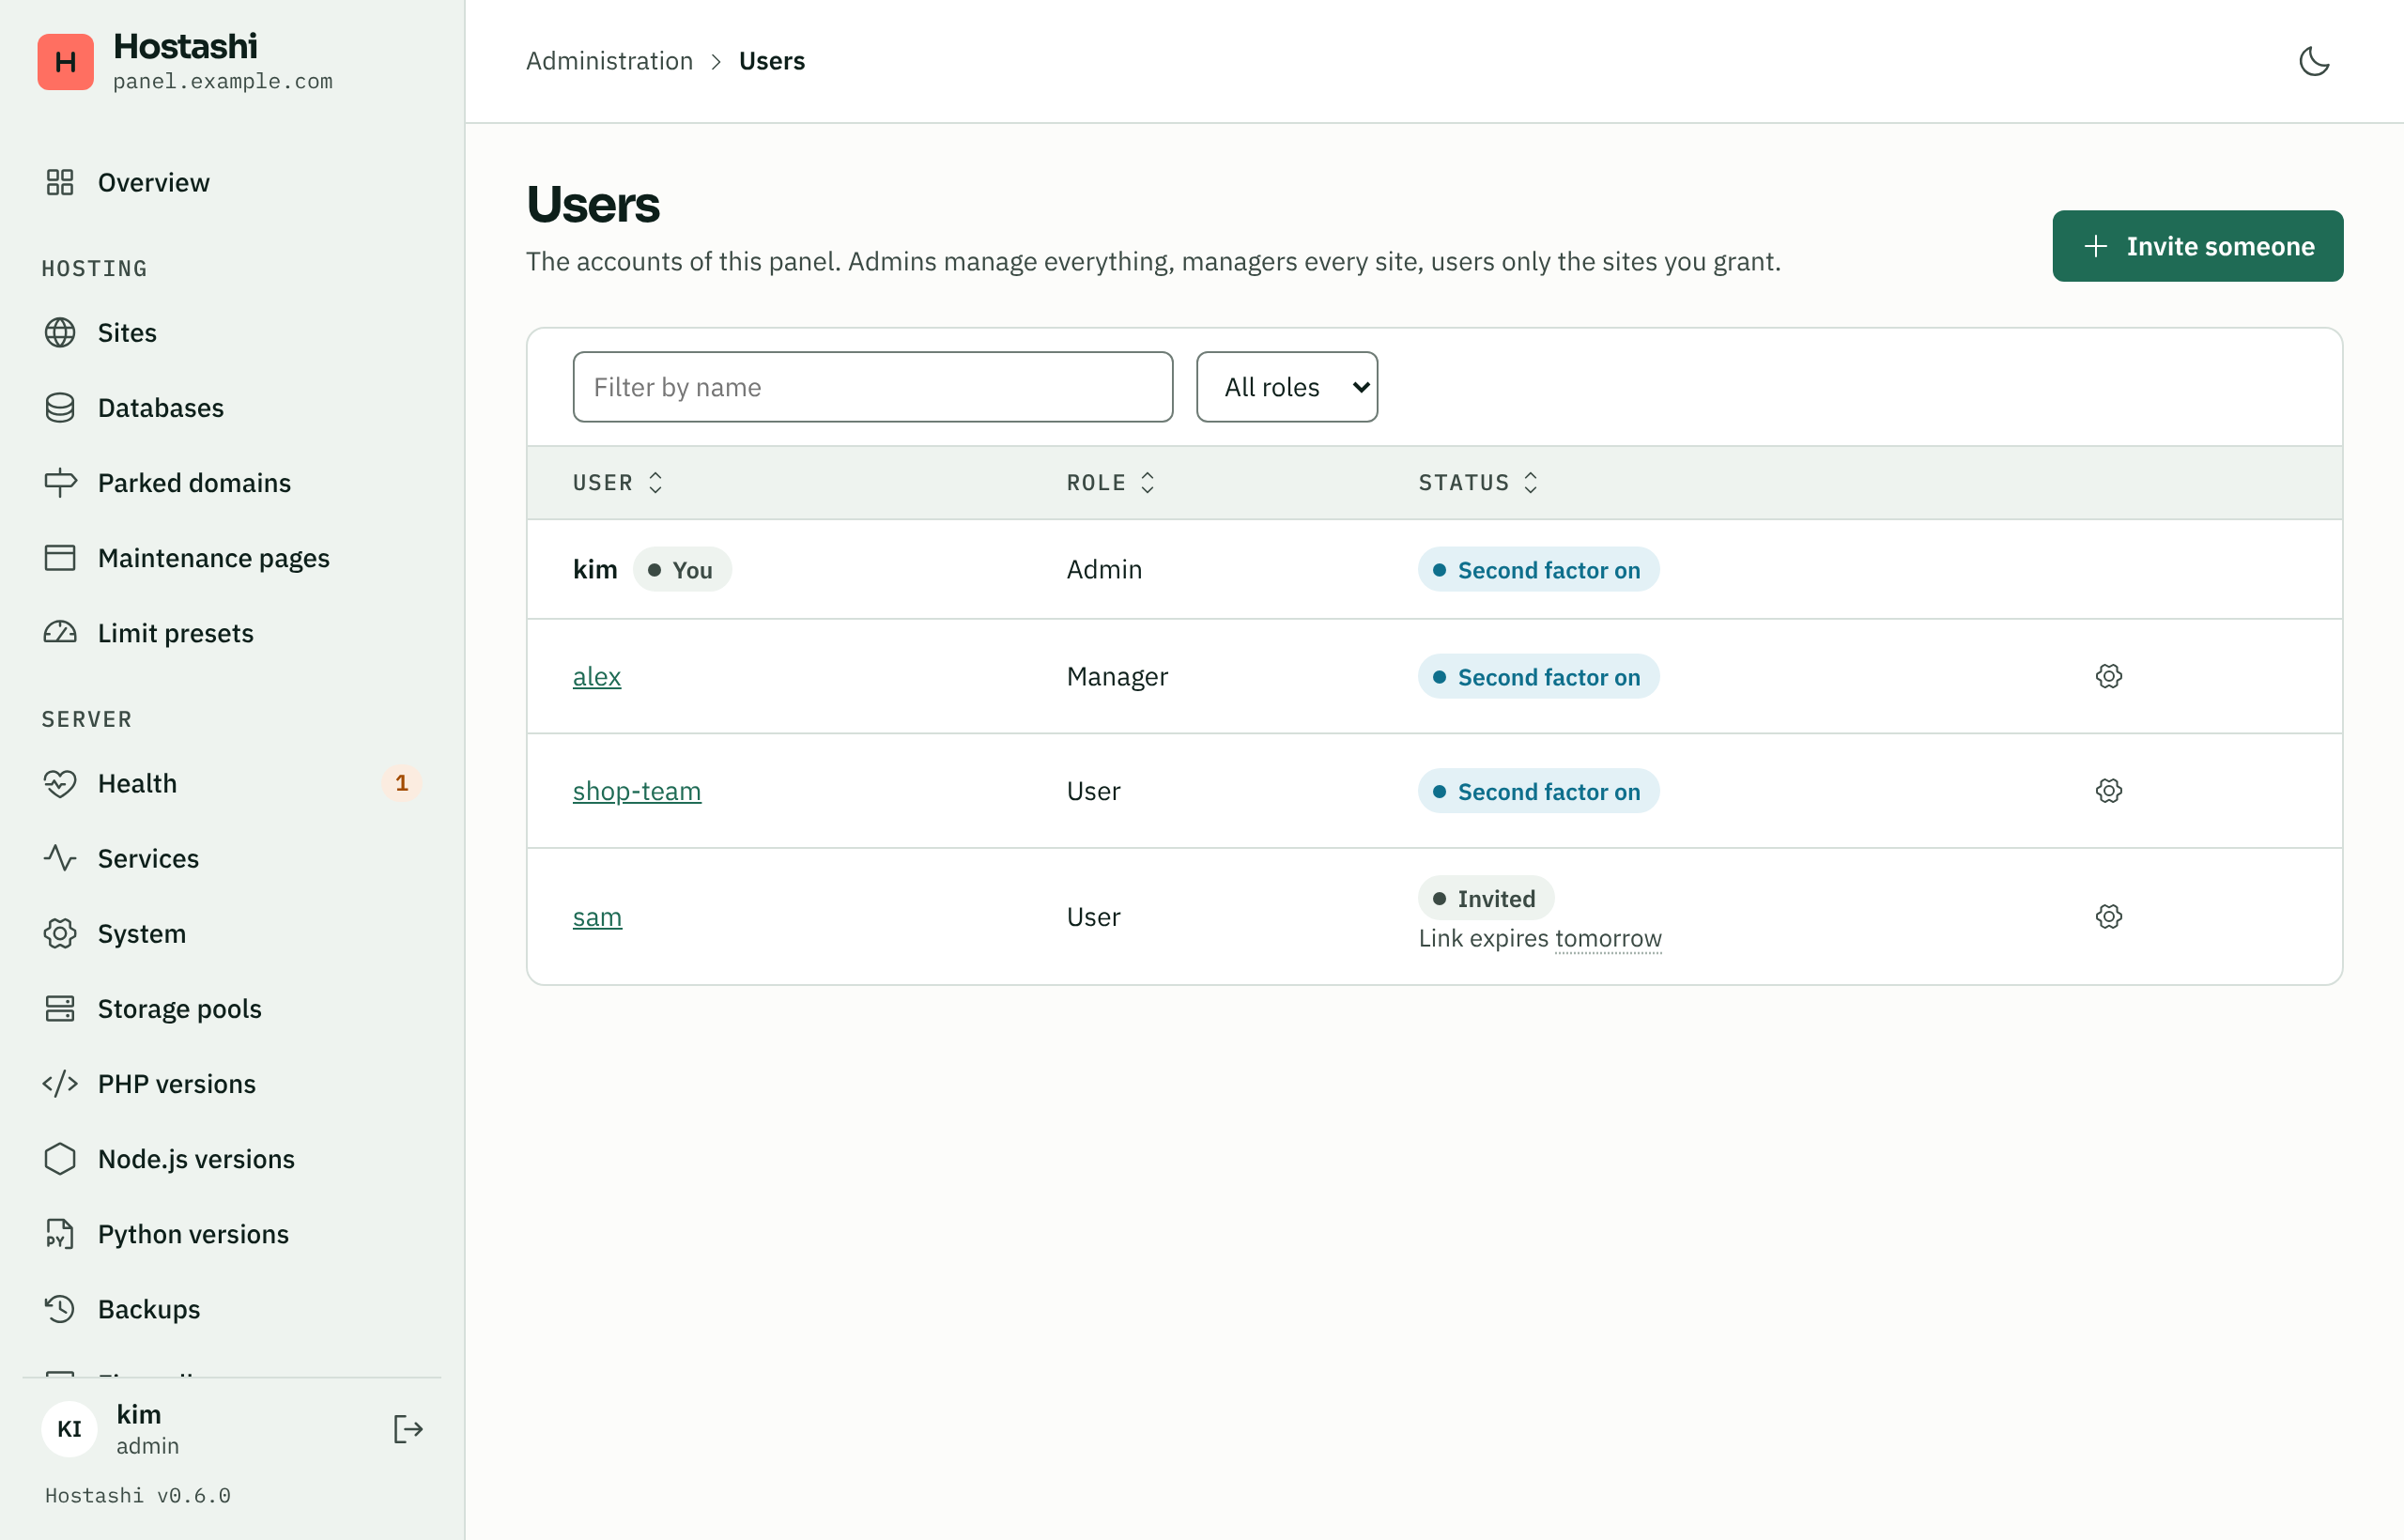 H
Hostashi
panel.example.com
Overview
HOSTING
Sites
Databases
Parked domains
Maintenance pages
Limit presets
SERVER
Health 1
Services
System
Storage pools
PHP versions
Node.js versions
PY Python versions
Backups
KI
kim
admin
Hostashi v0.6.0
Administration > Users
Users
The accounts of this panel. Admins manage everything, managers every site, users only the sites you grant.
+ Invite someone
Filter by name All roles
USER ROLE STATUS
kim You Admin Second factor on
alex Manager Second factor on
shop-team User Second factor on
sam User Invited
Link expires tomorrow